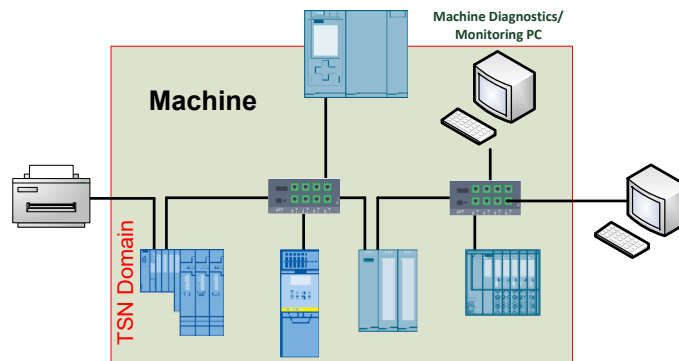 Machine Diagnostics/
Monitoring PC
Machine
TSN Domain